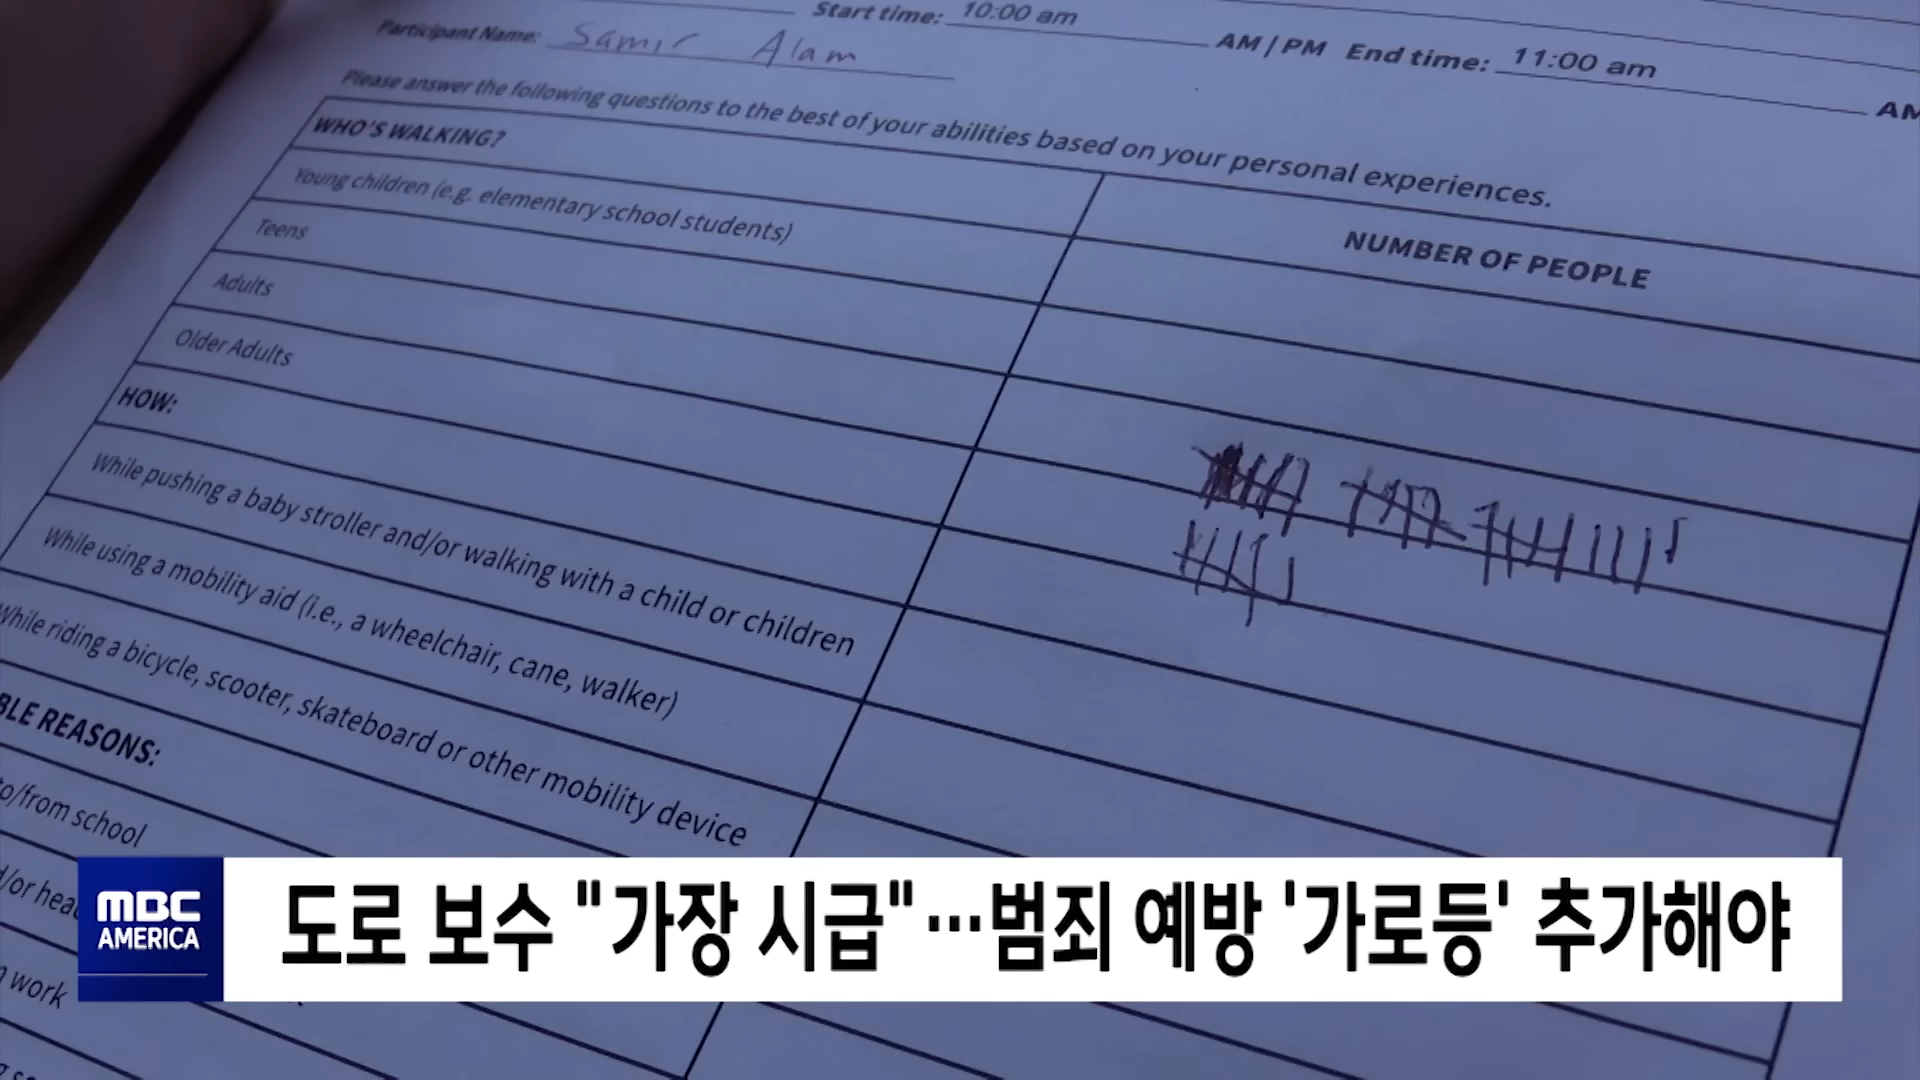 Start time: 10:00 am AM / PM End time: 11:00 am AM
Participant Name: Samir Alam
Please answer the following questions to the best of your abilities based on your personal experiences.
WHO'S WALKING? NUMBER OF PEOPLE
Young children (e.g. elementary school students)
Teens
Adults
Older Adults
HOW:
While pushing a baby stroller and/or walking with a child or children
While using a mobility aid (i.e., a wheelchair, cane, walker)
While riding a bicycle, scooter, skateboard or other mobility device
BLE REASONS:
to/from school
/or hea
work
MBC AMERICA
도로 보수 "가장 시급"…범죄 예방 '가로등' 추가해야